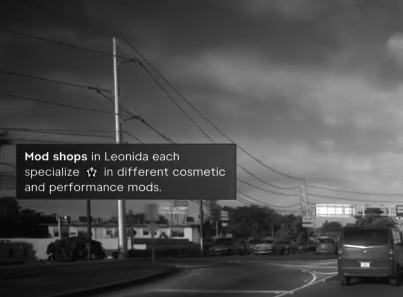 Mod shops in Leonida each
specialize in different cosmetic
and performance mods.